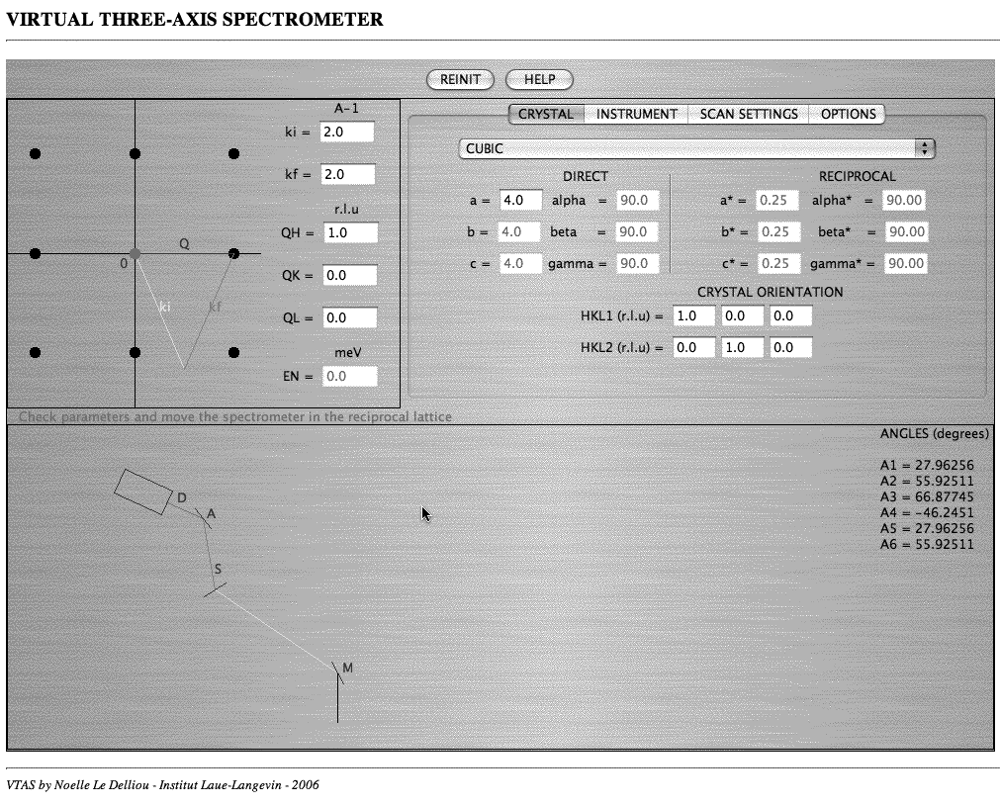 VIRTUAL THREE-AXIS SPECTROMETER
REINIT HELP
A-1
ki = 2.0
kf = 2.0
r.l.u
QH = 1.0
QK = 0.0
QL = 0.0
meV
EN = 0.0
Q
0
ki kf
CRYSTAL INSTRUMENT SCAN SETTINGS OPTIONS
CUBIC
DIRECT RECIPROCAL
a = 4.0 alpha = 90.0 a* = 0.25 alpha* = 90.00
b = 4.0 beta = 90.0 b* = 0.25 beta* = 90.00
c = 4.0 gamma = 90.0 c* = 0.25 gamma* = 90.00
CRYSTAL ORIENTATION
HKL1 (r.l.u) = 1.0 0.0 0.0
HKL2 (r.l.u) = 0.0 1.0 0.0
Check parameters and move the spectrometer in the reciprocal lattice
D
A
S
M
ANGLES (degrees)
A1 = 27.96256
A2 = 55.92511
A3 = 66.87745
A4 = -46.2451
A5 = 27.96256
A6 = 55.92511
VTAS by Noelle Le Delliou - Institut Laue-Langevin - 2006